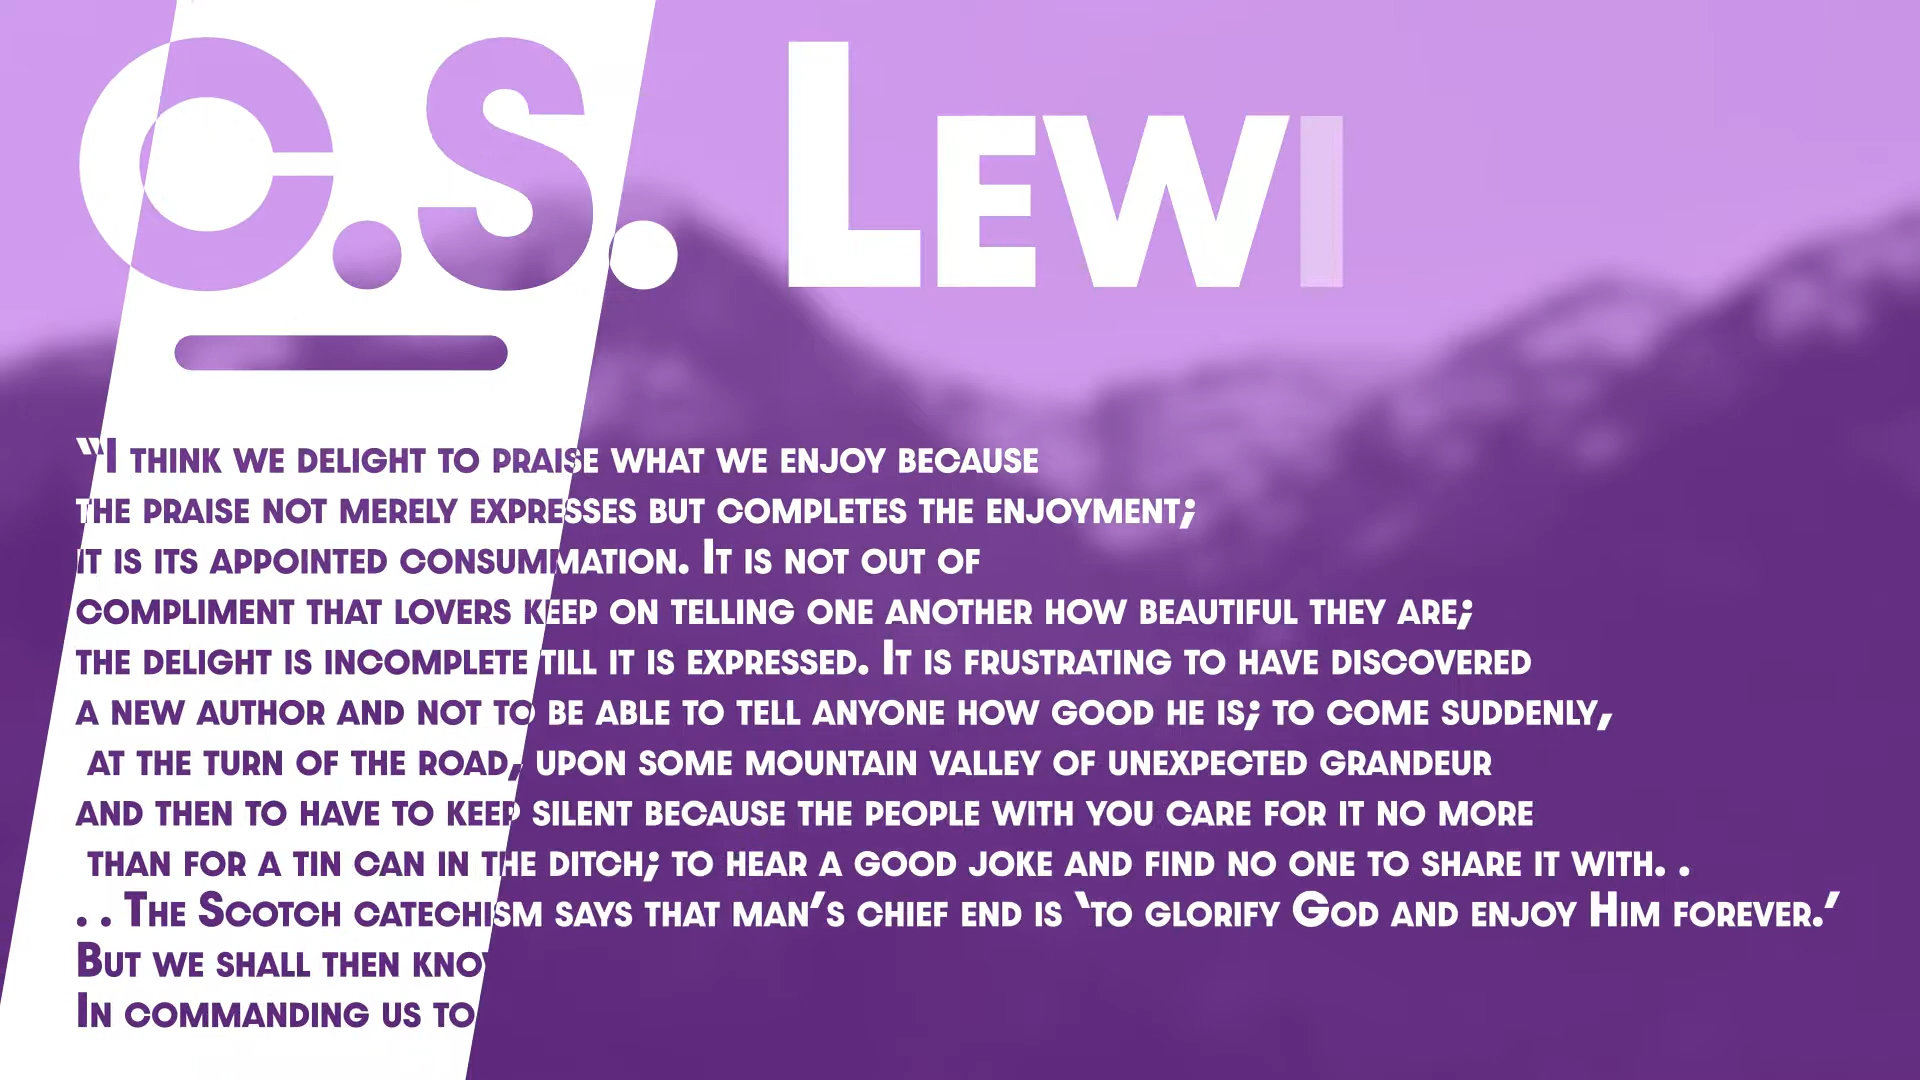 C.S. Lewi
“I think we delight to praise what we enjoy because
the praise not merely expresses but completes the enjoyment;
it is its appointed consummation. It is not out of
compliment that lovers keep on telling one another how beautiful they are;
the delight is incomplete till it is expressed. It is frustrating to have discovered
a new author and not to be able to tell anyone how good he is; to come suddenly,
at the turn of the road, upon some mountain valley of unexpected grandeur
and then to have to keep silent because the people with you care for it no more
than for a tin can in the ditch; to hear a good joke and find no one to share it with. .
. . The Scotch catechism says that man’s chief end is ‘to glorify God and enjoy Him forever.’
But we shall then know
In commanding us to